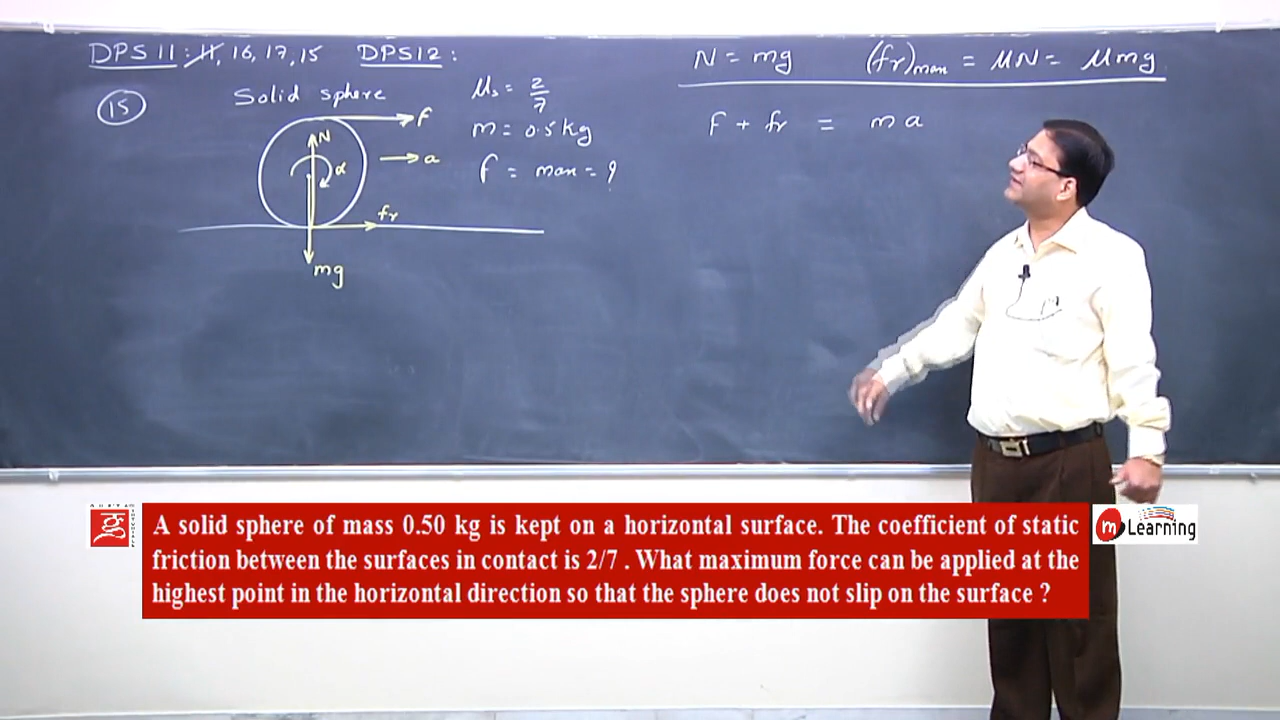 DPS 11 : 11, 16, 17, 15 DPS 12 :
15
Solid sphere
μs = 2/7
m = 0.5 kg
f = max = ?
F
N
α
a
fr
mg
N = mg (fr)max = μN = μmg
F + fr = ma
A solid sphere of mass 0.50 kg is kept on a horizontal surface. The coefficient of static
friction between the surfaces in contact is 2/7 . What maximum force can be applied at the
highest point in the horizontal direction so that the sphere does not slip on the surface ?
m Learning